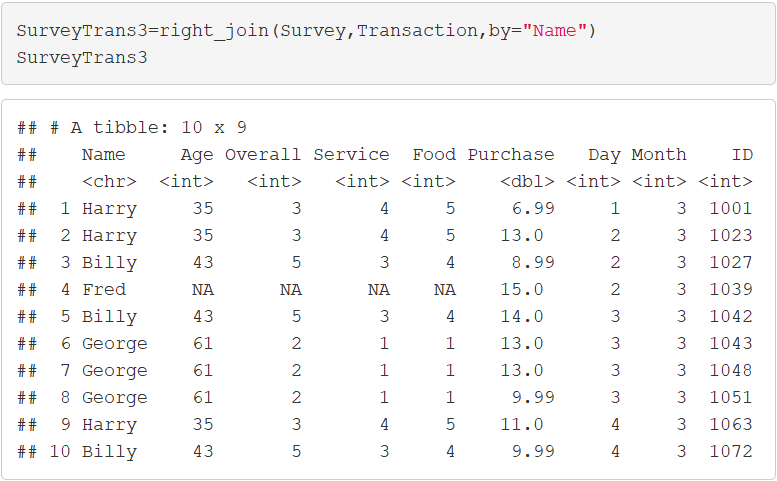 SurveyTrans3=right_join(Survey,Transaction,by="Name")
SurveyTrans3
## # A tibble: 10 x 9
##    Name     Age Overall Service  Food Purchase   Day Month    ID
##    <chr>  <int>   <int>   <int> <int>    <dbl> <int> <int> <int>
##  1 Harry     35       3       4     5     6.99     1     3  1001
##  2 Harry     35       3       4     5    13.0      2     3  1023
##  3 Billy     43       5       3     4     8.99     2     3  1027
##  4 Fred      NA      NA      NA    NA    15.0      2     3  1039
##  5 Billy     43       5       3     4    14.0      3     3  1042
##  6 George    61       2       1     1    13.0      3     3  1043
##  7 George    61       2       1     1    13.0      3     3  1048
##  8 George    61       2       1     1     9.99     3     3  1051
##  9 Harry     35       3       4     5    11.0      4     3  1063
## 10 Billy     43       5       3     4     9.99     4     3  1072